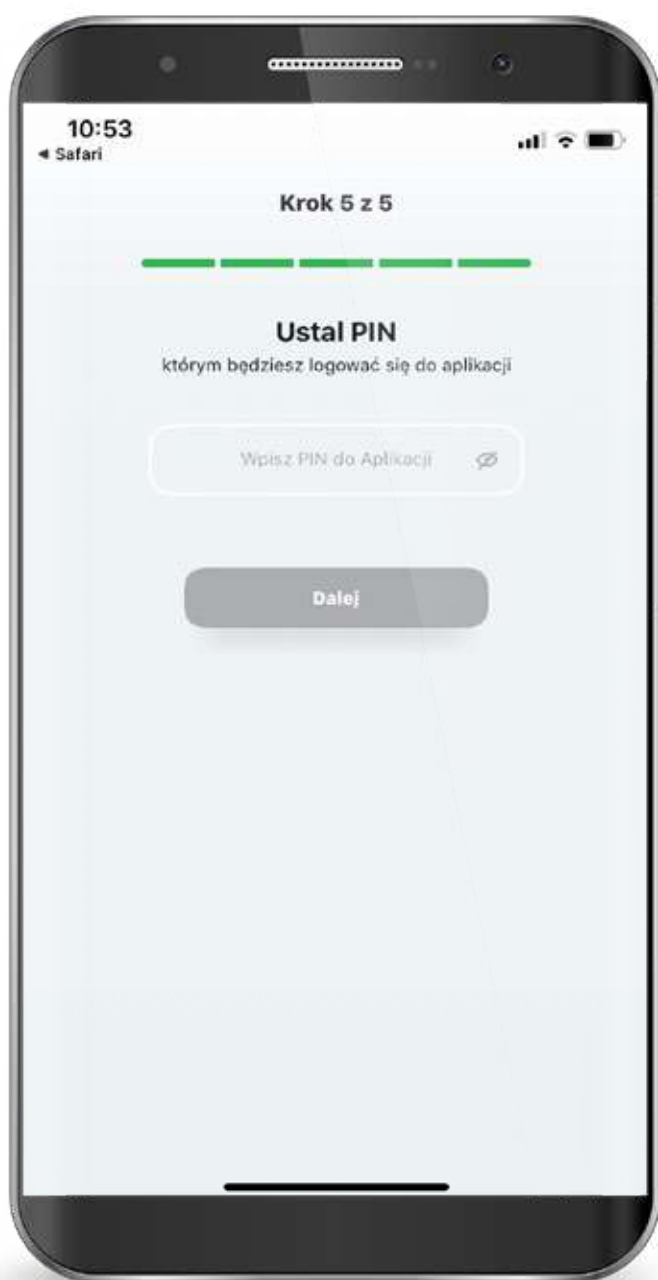 10:53
◄ Safari
Krok 5 z 5
Ustal PIN
którym będziesz logować się do aplikacji
Wpisz PIN do Aplikacji
Dalej